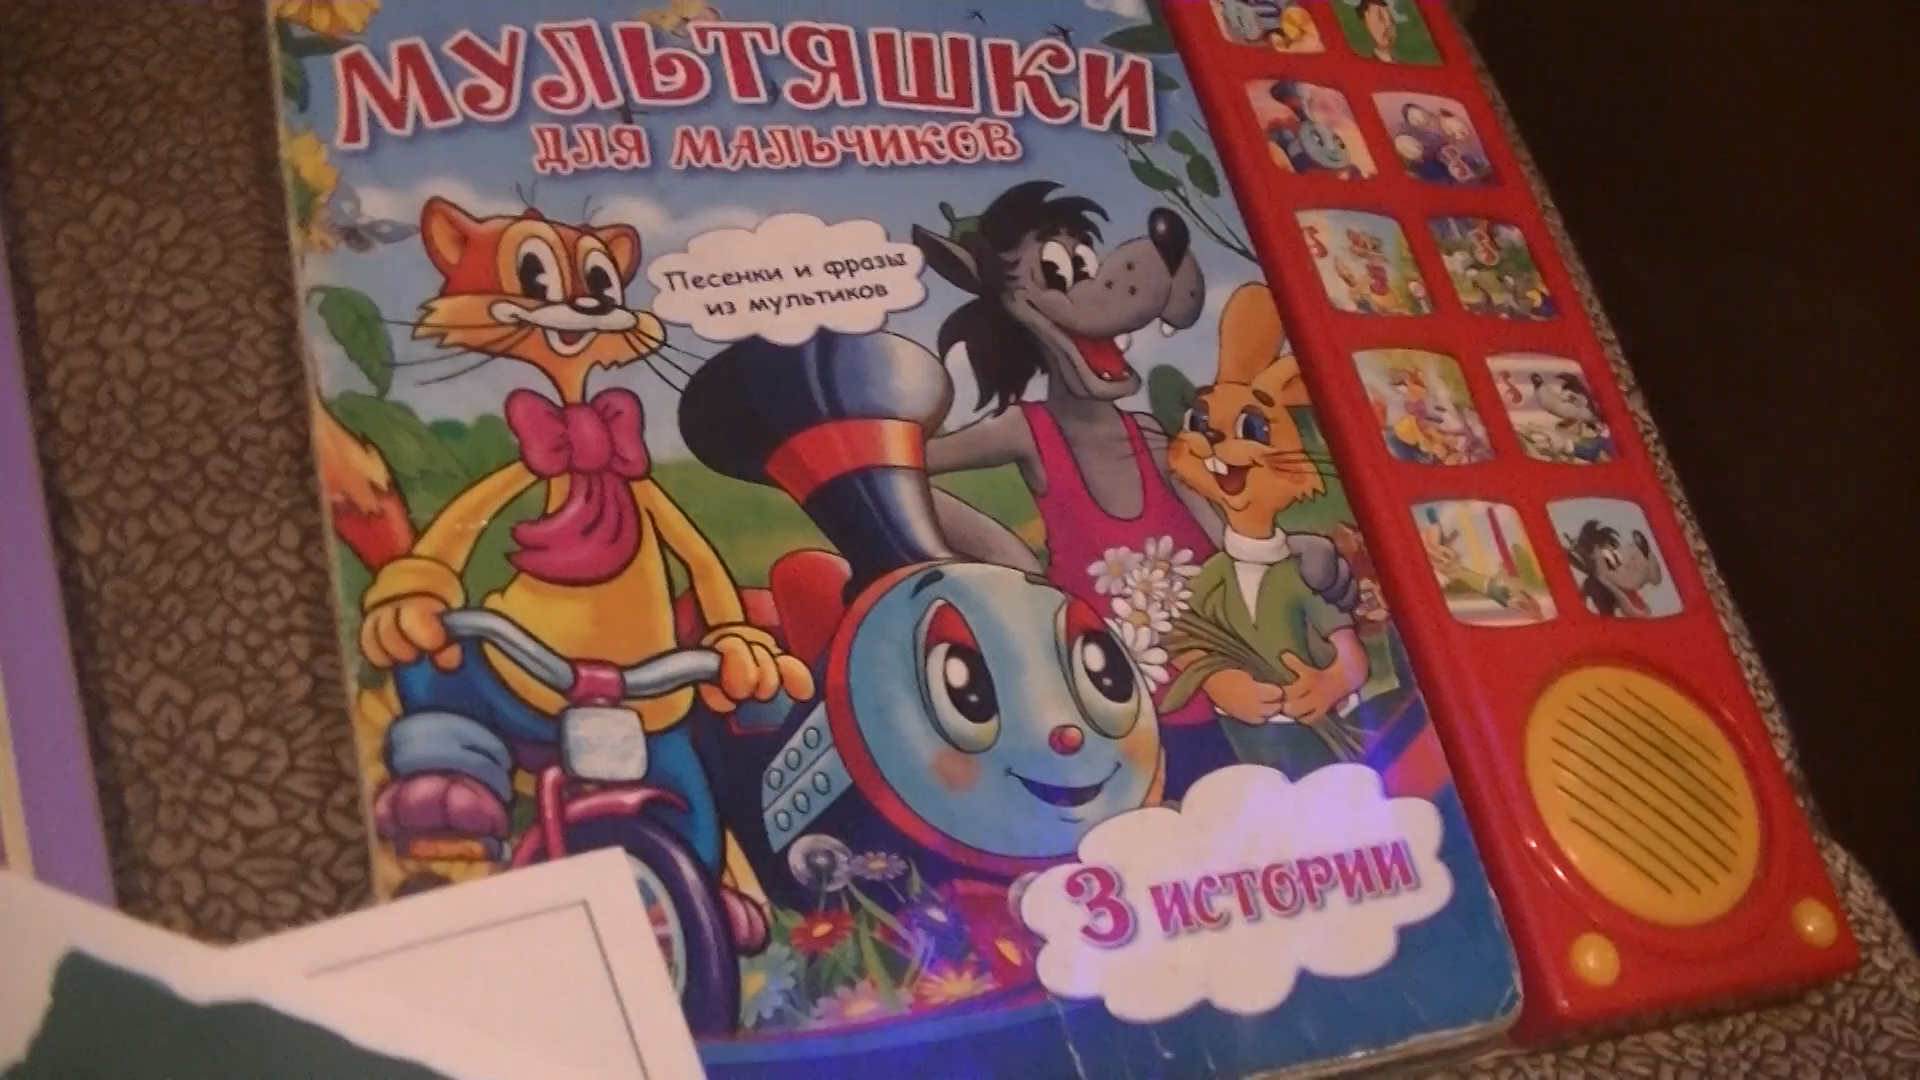 МУЛЬТЯШКИ
ДЛЯ МАЛЬЧИКОВ
Песенки и фразы
из мультиков
3 ИСТОРИИ